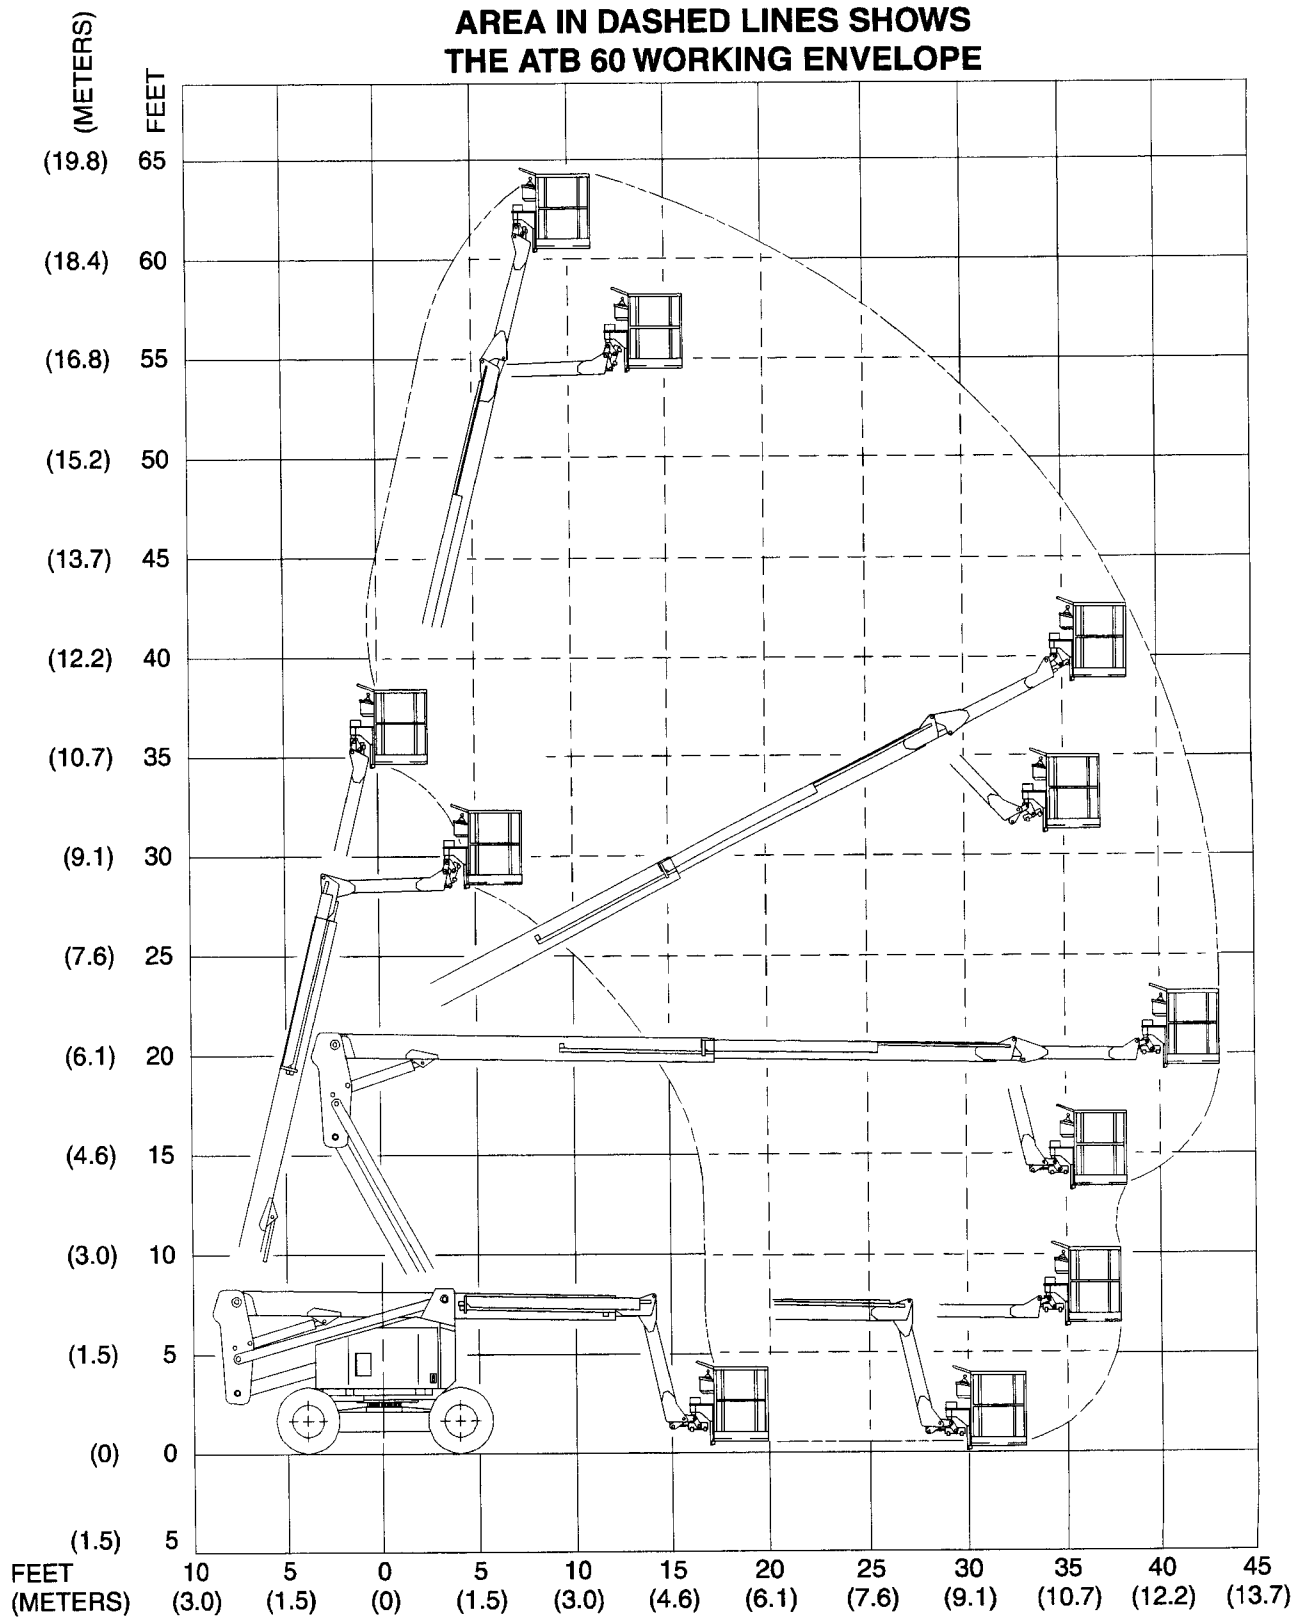 AREA IN DASHED LINES SHOWS
THE ATB 60 WORKING ENVELOPE
(METERS)
FEET
(19.8) 65
(18.4) 60
(16.8) 55
(15.2) 50
(13.7) 45
(12.2) 40
(10.7) 35
(9.1) 30
(7.6) 25
(6.1) 20
(4.6) 15
(3.0) 10
(1.5) 5
(0) 0
(1.5) 5
FEET 10 5 0 5 10 15 20 25 30 35 40 45
(METERS) (3.0) (1.5) (0) (1.5) (3.0) (4.6) (6.1) (7.6) (9.1) (10.7) (12.2) (13.7)